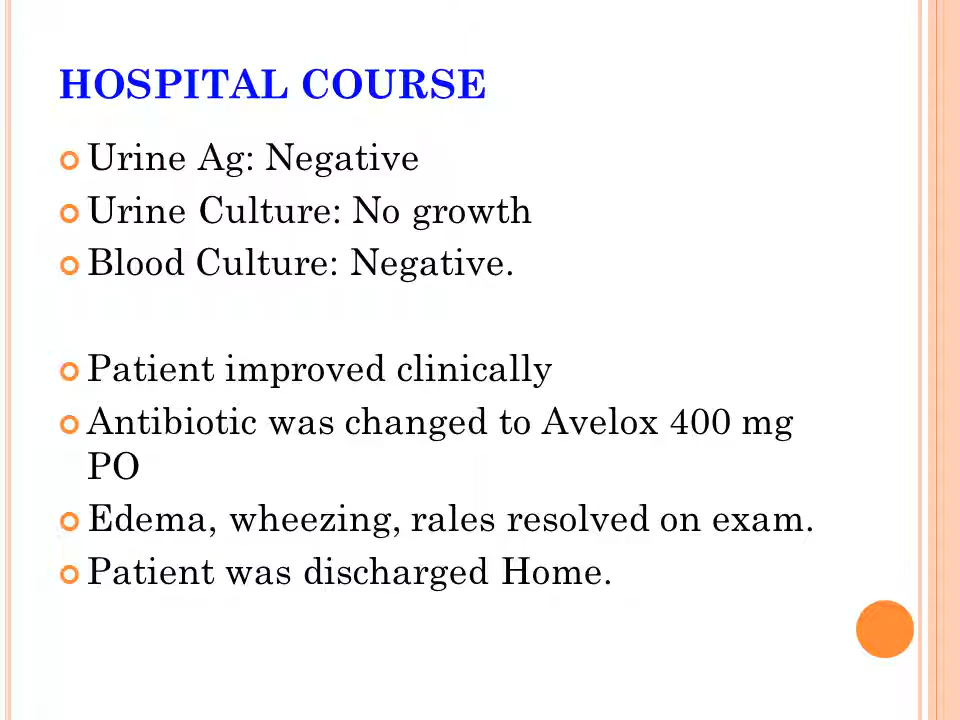 HOSPITAL COURSE
Urine Ag: Negative
Urine Culture: No growth
Blood Culture: Negative.
Patient improved clinically
Antibiotic was changed to Avelox 400 mg
PO
Edema, wheezing, rales resolved on exam.
Patient was discharged Home.